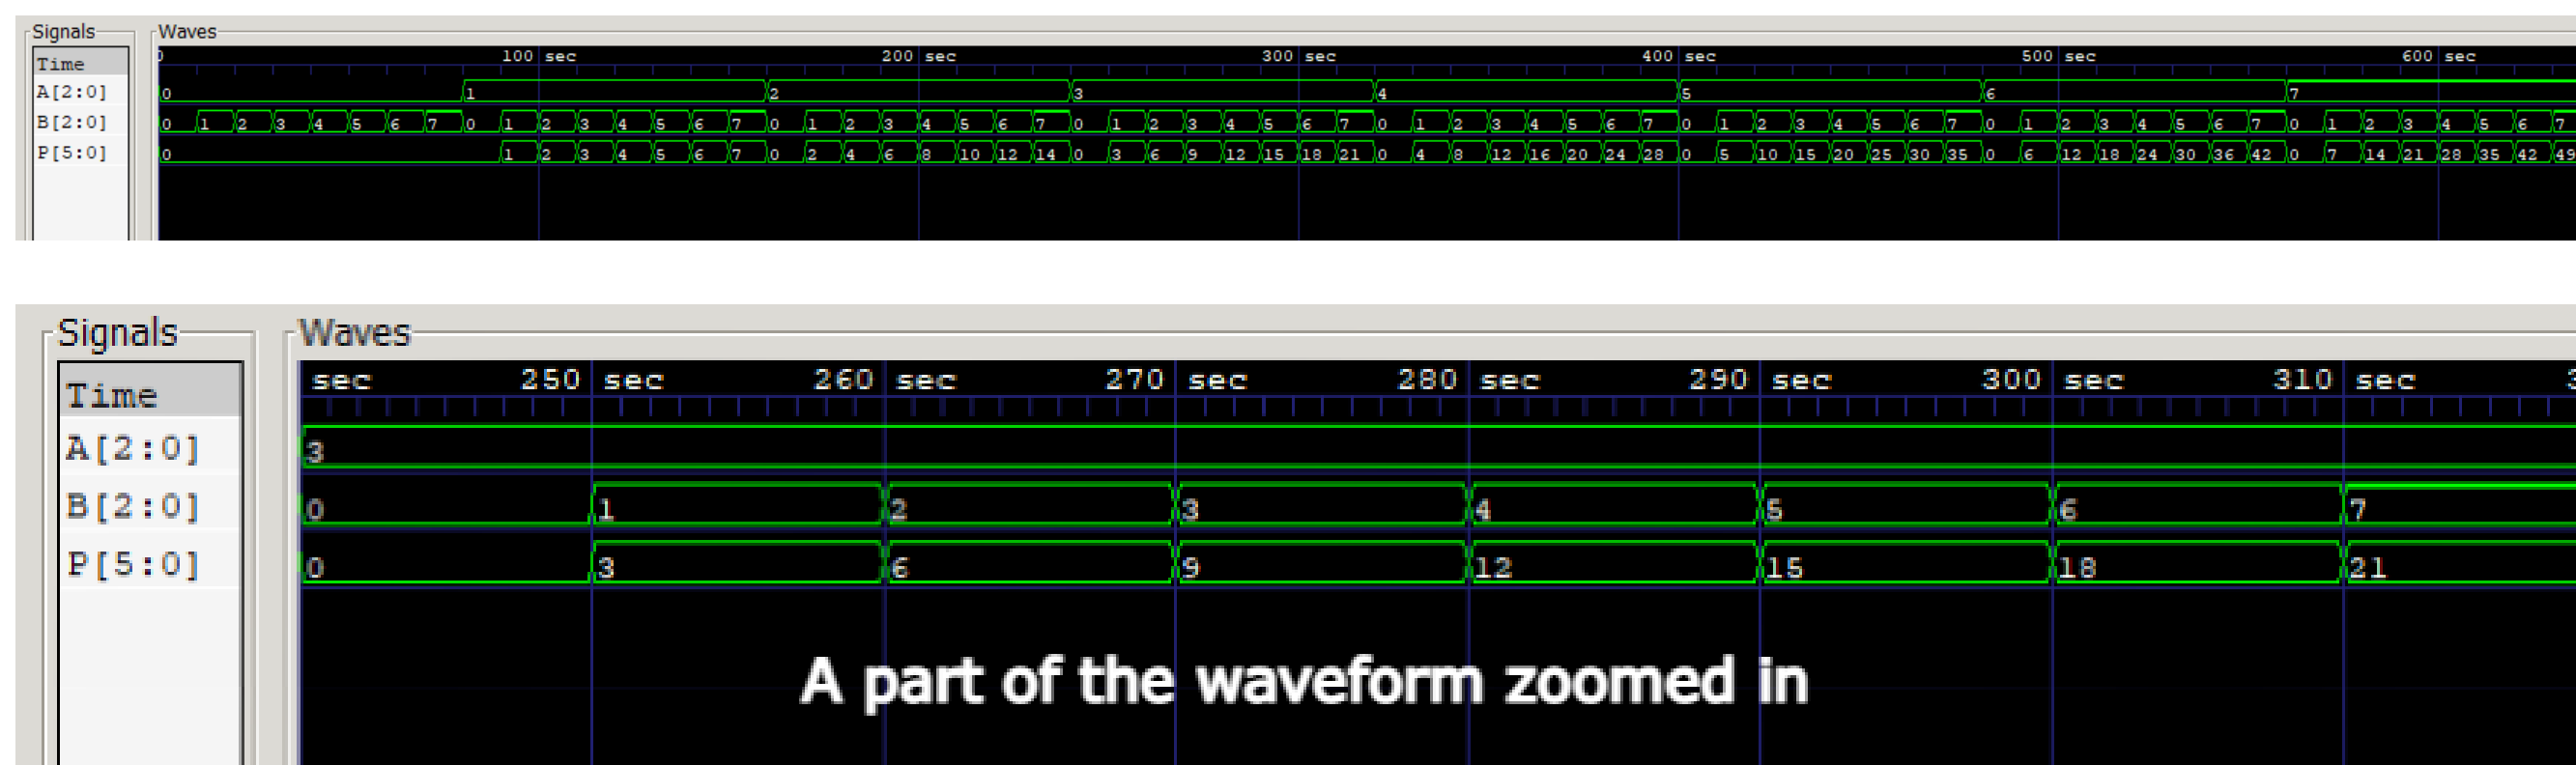 Signals Waves
Time 0 100 sec 200 sec 300 sec 400 sec 500 sec 600 sec
A[2:0] 0 1 2 3 4 5 6 7
B[2:0] 0 1 2 3 4 5 6 7 0 1 2 3 4 5 6 7 0 1 2 3 4 5 6 7 0 1 2 3 4 5 6 7 0 1 2 3 4 5 6 7 0 1 2 3 4 5 6 7 0 1 2 3 4 5 6 7 0 1 2 3 4 5 6 7
P[5:0] 0 1 2 3 4 5 6 7 0 2 4 6 8 10 12 14 0 3 6 9 12 15 18 21 0 4 8 12 16 20 24 28 0 5 10 15 20 25 30 35 0 6 12 18 24 30 36 42 0 7 14 21 28 35 42 49
Signals Waves
Time sec 250 sec 260 sec 270 sec 280 sec 290 sec 300 sec 310 sec 3
A[2:0] 3
B[2:0] 0 1 2 3 4 5 6 7
P[5:0] 0 3 6 9 12 15 18 21
A part of the waveform zoomed in